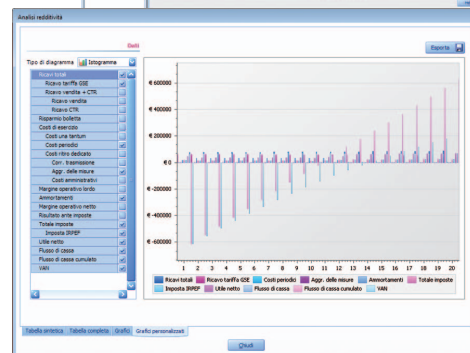 Analisi redditività
Esporta
Tipo di diagramma
Istogramma
Ricavi totali
Ricavo tariffa GSE
Ricavo vendita + CTR
Ricavo vendita
Ricavo CTR
Risparmio bolletta
Costi di esercizio
Costi una tantum
Costi periodici
Costi ritiro dedicato
Corr. trasmissione
Aggr. delle misure
Costi amministrativi
Margine operativo lordo
Ammortamenti
Margine operativo netto
Risultato ante imposte
Totale imposte
Imposta IRPEF
Utile netto
Flusso di cassa
Flusso di cassa cumulato
VAN
€ 600000
€ 400000
€ 200000
€ 0
€ -200000
€ -400000
€ -600000
1 2 3 4 5 6 7 8 9 10 11 12 13 14 15 16 17 18 19 20
Ricavi totali Ricavo tariffa GSE Costi periodici Aggr. delle misure Ammortamenti Totale imposte
Imposta IRPEF Utile netto Flusso di cassa Flusso di cassa cumulato VAN
Tabella sintetica Tabella completa Grafici Grafici personalizzati
Chiudi